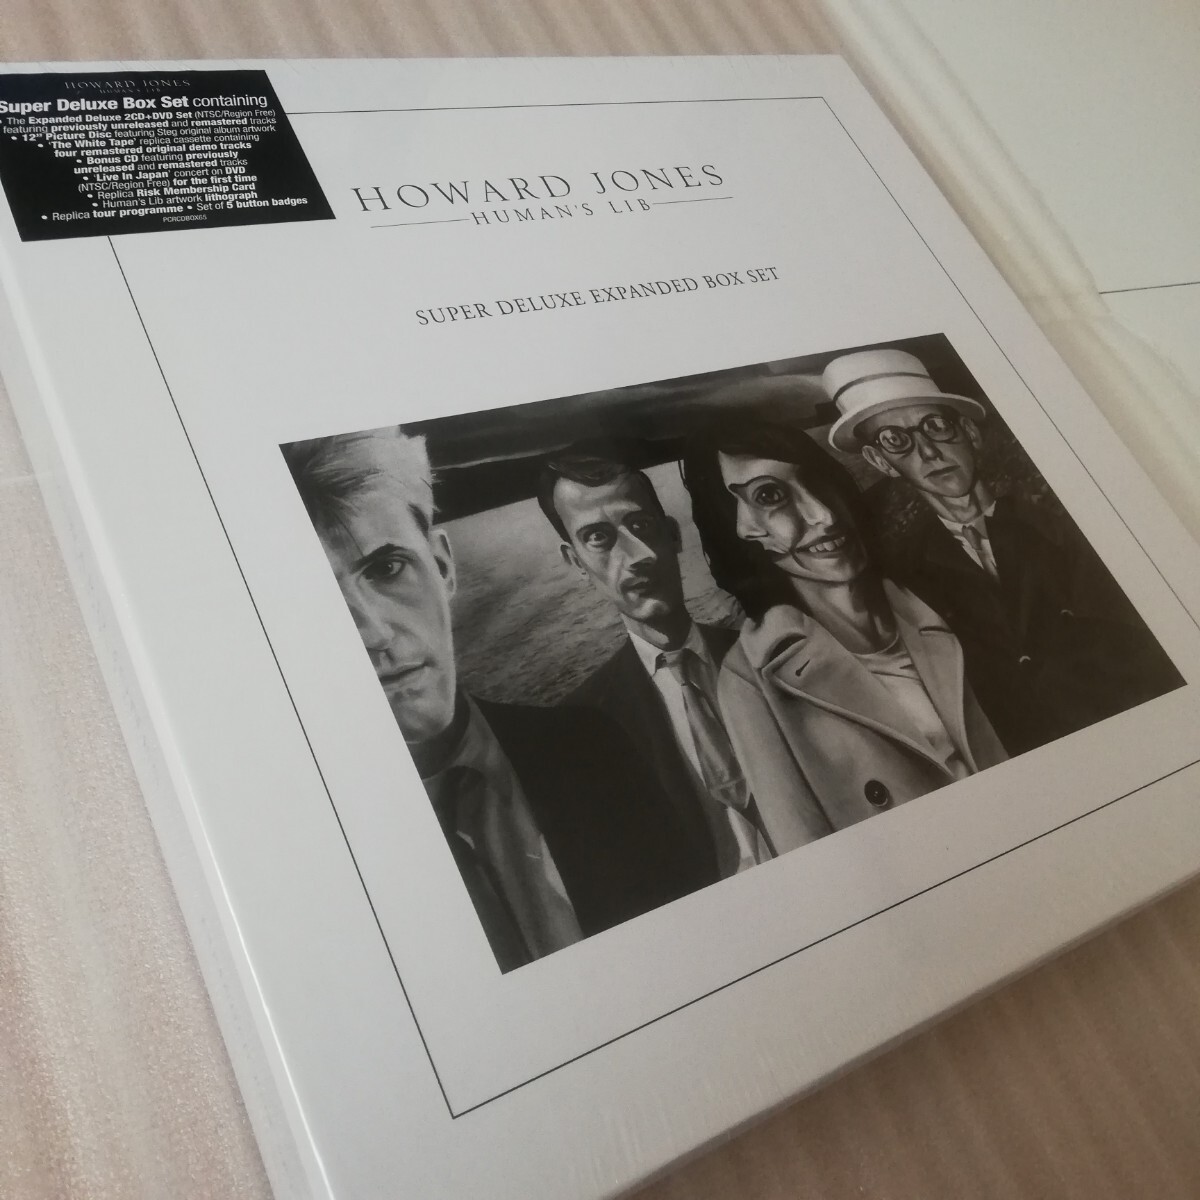 HOWARD JONES
HUMAN'S LIB
Super Deluxe Box Set containing
• The Expanded Deluxe 2CD+DVD Set (NTSC/Region Free)
featuring previously unreleased and remastered tracks
• 12" Picture Disc featuring Steg original album artwork
• 'The White Tape' replica cassette containing
four remastered original demo tracks
• Bonus CD featuring previously
unreleased and remastered tracks
• 'Live In Japan' concert on DVD
(NTSC/Region Free) for the first time
• Replica Risk Membership Card
• Human's Lib artwork lithograph
• Replica tour programme • Set of 5 button badges
PCRCDBOX65
HOWARD JONES
HUMAN'S LIB
SUPER DELUXE EXPANDED BOX SET